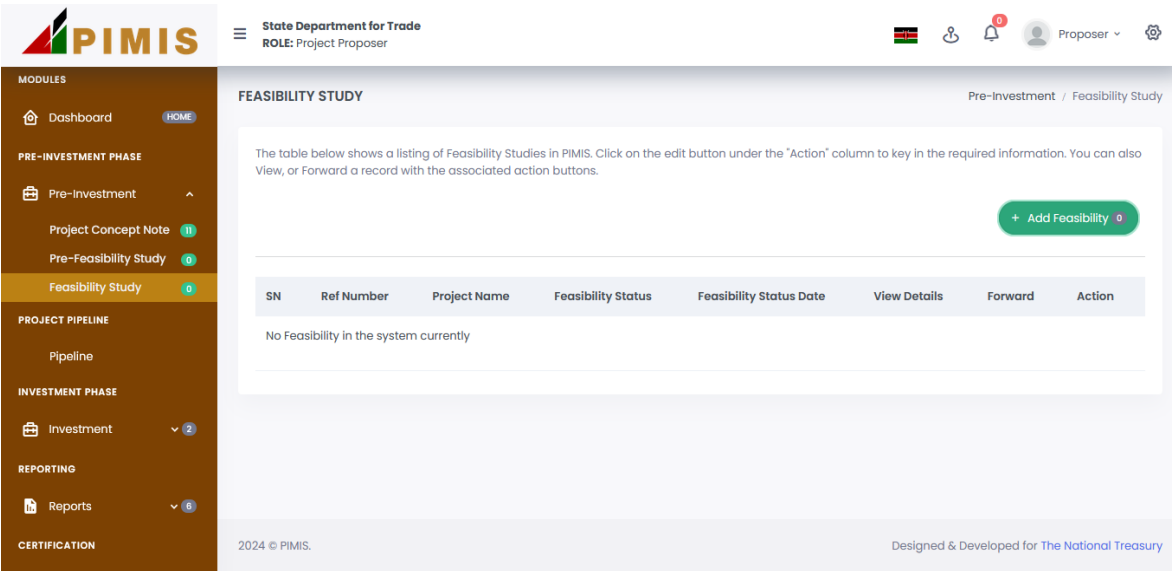 PIMIS
State Department for Trade
ROLE: Project Proposer
0
Proposer
MODULES
Dashboard HOME
PRE-INVESTMENT PHASE
Pre-Investment
Project Concept Note 11
Pre-Feasibility Study 0
Feasibility Study 0
PROJECT PIPELINE
Pipeline
INVESTMENT PHASE
Investment 2
REPORTING
Reports 6
CERTIFICATION
FEASIBILITY STUDY
Pre-Investment / Feasibility Study
The table below shows a listing of Feasibility Studies in PIMIS. Click on the edit button under the "Action" column to key in the required information. You can also
View, or Forward a record with the associated action buttons.
+ Add Feasibility 0
SN Ref Number Project Name Feasibility Status Feasibility Status Date View Details Forward Action
No Feasibility in the system currently
2024 © PIMIS.
Designed & Developed for The National Treasury